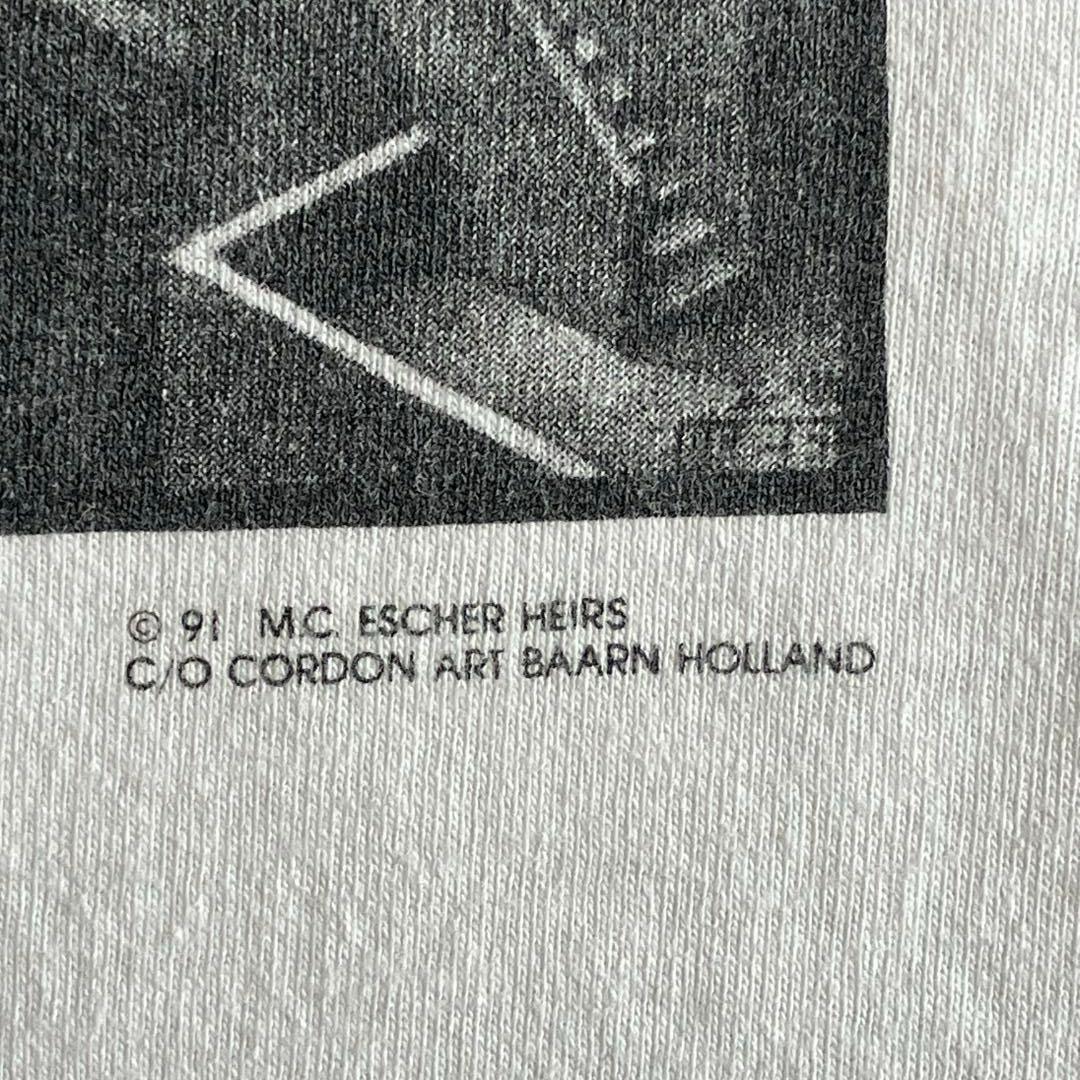 © 91 M.C. ESCHER HEIRS
C/O CORDON ART BAARN HOLLAND